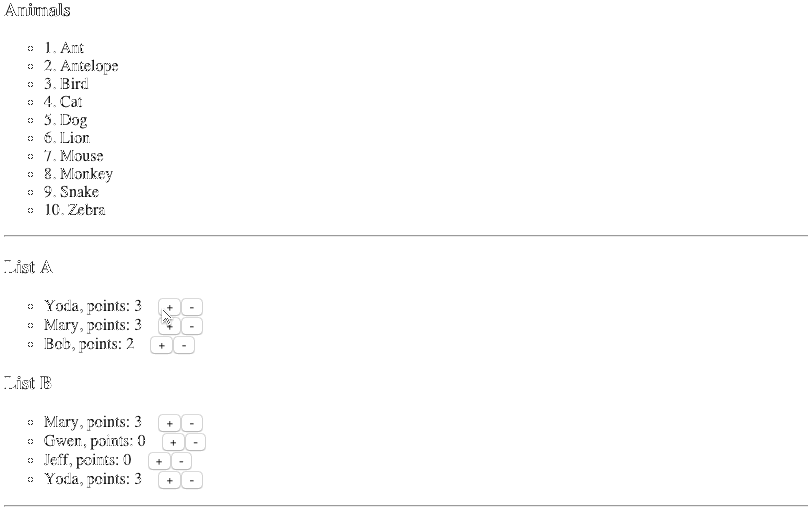 Animals
1. Ant
2. Antelope
3. Bird
4. Cat
5. Dog
6. Lion
7. Mouse
8. Monkey
9. Snake
10. Zebra
List A
Yoda, points: 3 + -
Mary, points: 3 + -
Bob, points: 2 + -
List B
Mary, points: 3 + -
Gwen, points: 0 + -
Jeff, points: 0 + -
Yoda, points: 3 + -